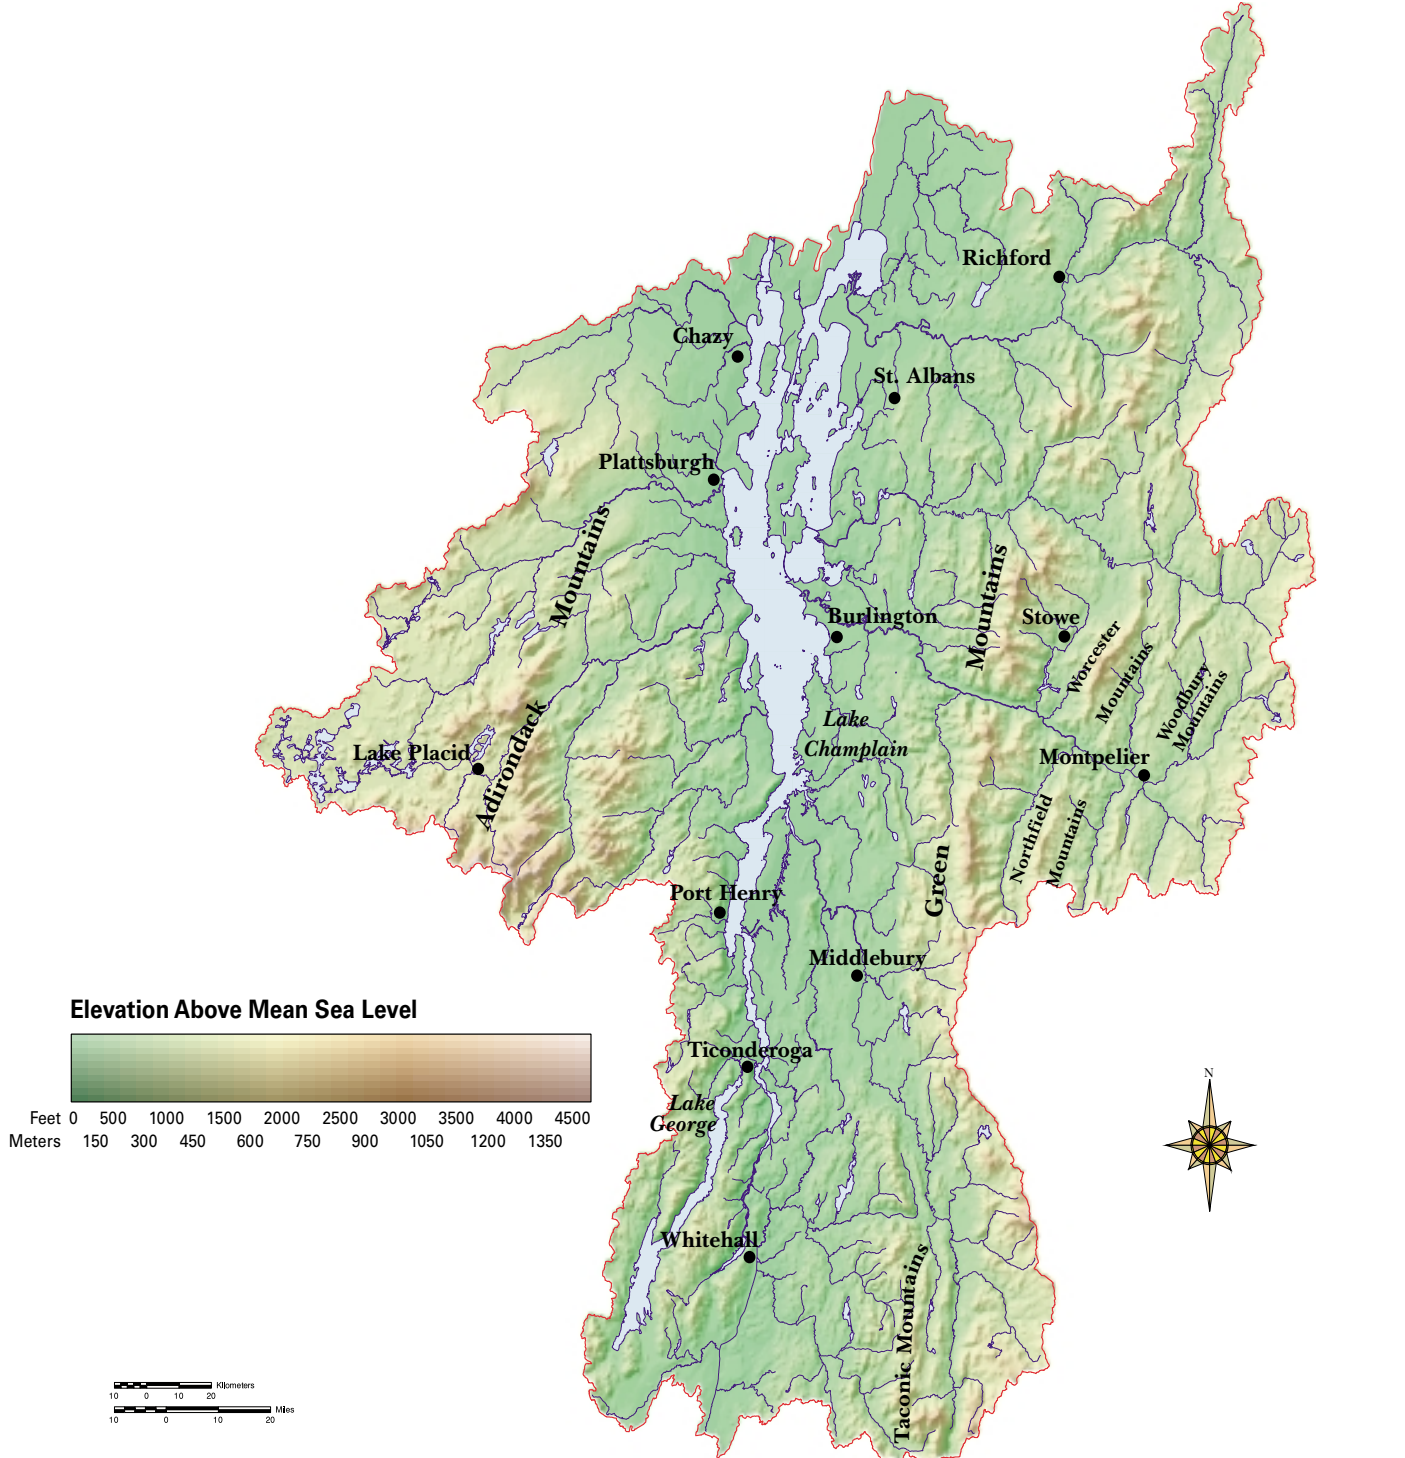 Richford
Chazy
St. Albans
Plattsburgh
Mountains
Mountains
Burlington
Stowe
Worcester
Mountains
Woodbury
Mountains
Lake
Champlain
Lake Placid
Adirondack
Montpelier
Northfield
Mountains
Green
Port Henry
Middlebury
Elevation Above Mean Sea Level
Feet 0 500 1000 1500 2000 2500 3000 3500 4000 4500
Meters 150 300 450 600 750 900 1050 1200 1350
Ticonderoga
Lake
George
N
Whitehall
Taconic Mountains
Kilometers
10 0 10 20
Miles
10 0 10 20